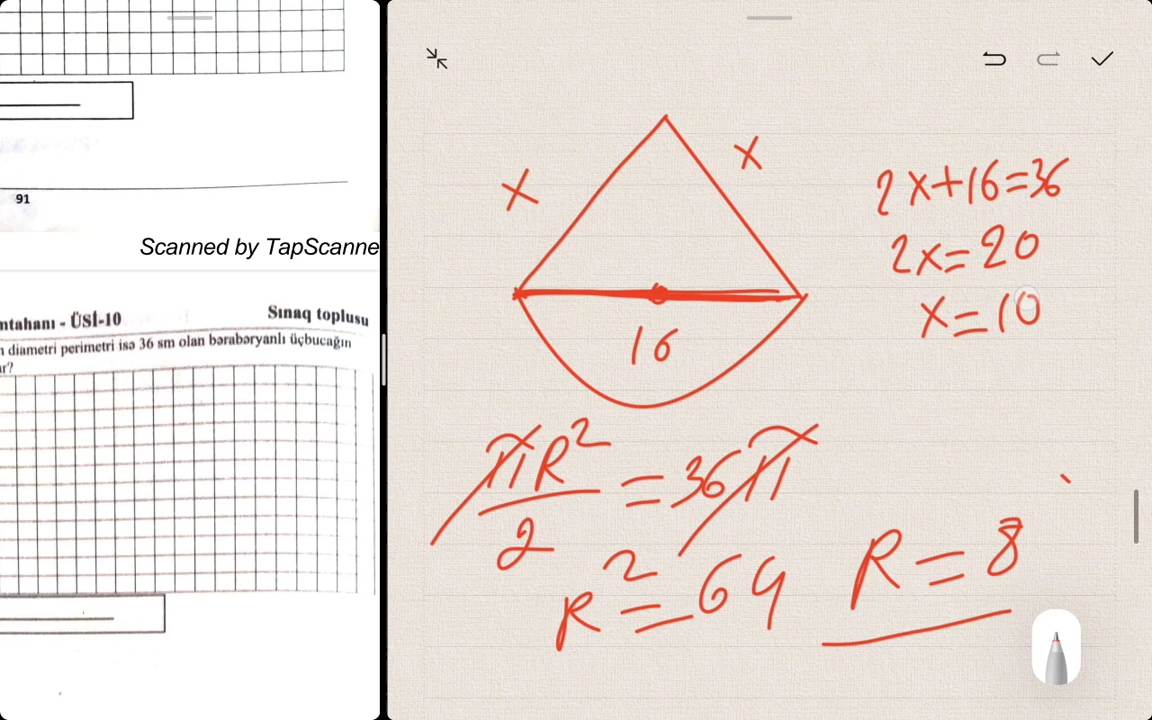 91
Scanned by TapScanne
ntahanı - ÜSİ-10
Sınaq toplusu
diametri perimetri isə 36 sm olan bərabəryanlı üçbucağın
ar?
x
x
16
2x+16=36
2x=20
x=10
πR²/2 = 36π
R²=64
R=8